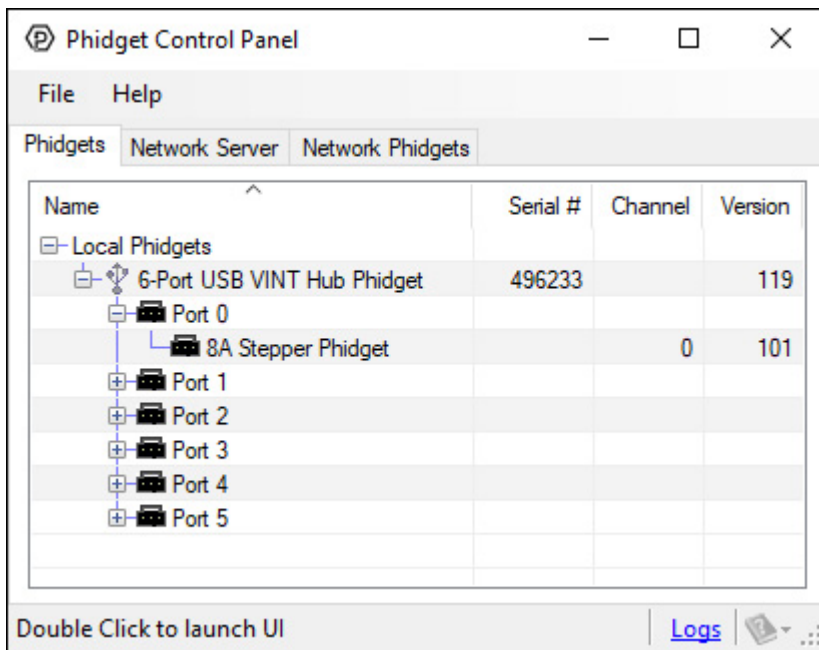 Phidget Control Panel
File Help
Phidgets Network Server Network Phidgets
Name Serial # Channel Version
Local Phidgets
6-Port USB VINT Hub Phidget 496233 119
Port 0
8A Stepper Phidget 0 101
Port 1
Port 2
Port 3
Port 4
Port 5
Double Click to launch UI Logs